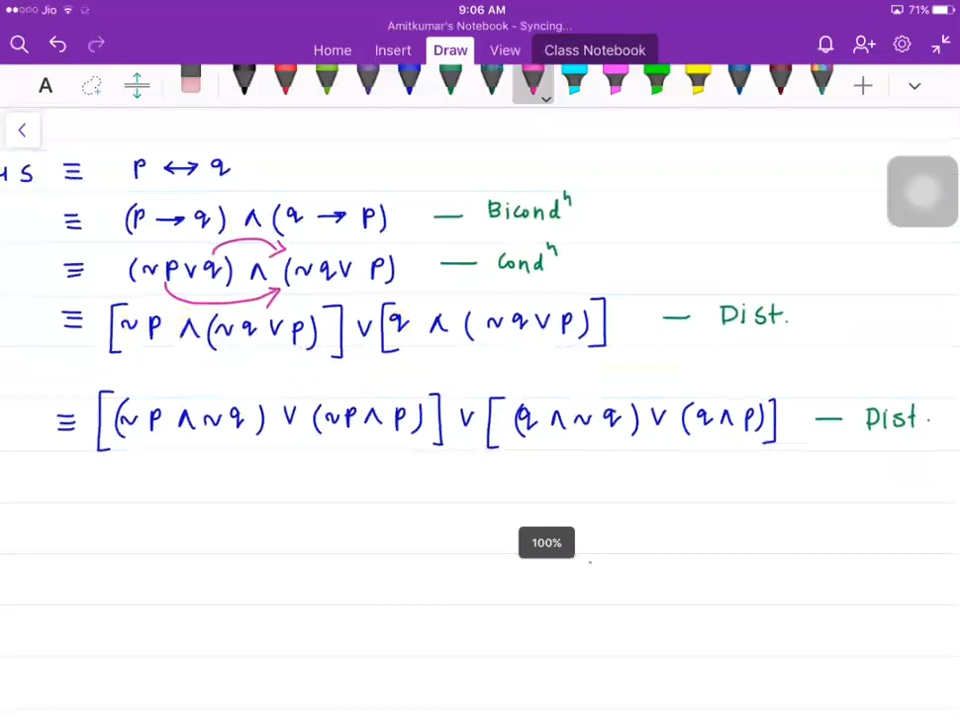 Jio 9:06 AM 71%
Amitkumar's Notebook - Syncing...
Home Insert Draw View Class Notebook
A
≡ p ↔ q
≡ (p → q) ∧ (q → p) — Bicondⁿ
≡ (~p∨q) ∧ (~q∨ p) — Condⁿ
≡ [~p ∧(~q ∨p)] ∨[q ∧ (~q∨p)] — Dist.
≡ [(~p ∧~q) ∨ (~p∧p)] ∨ [(q ∧~q) ∨ (q∧p)] — Dist.
100%